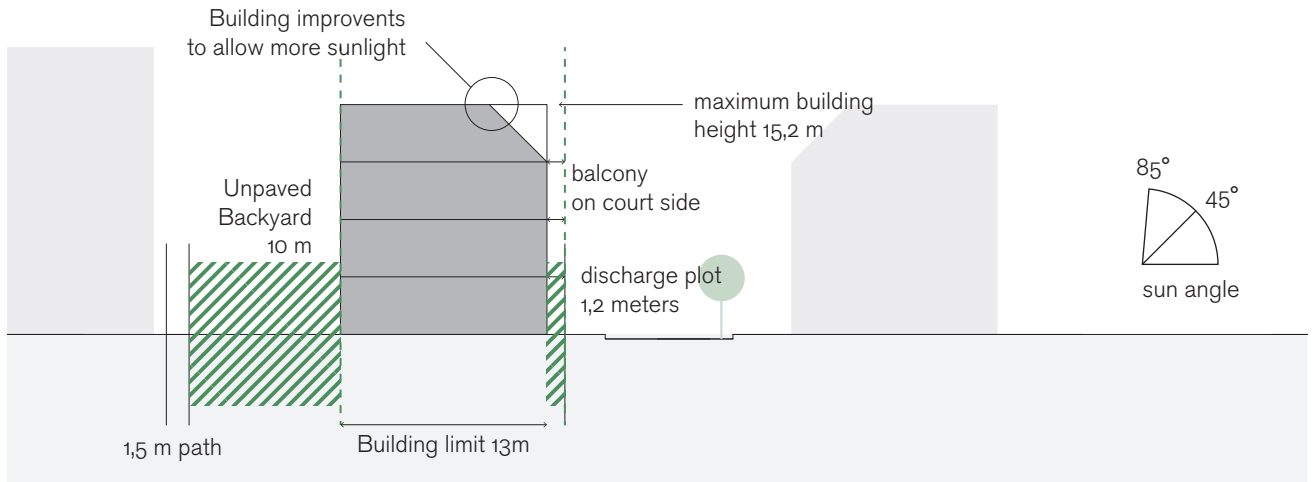 Building improvents
to allow more sunlight
maximum building
height 15,2 m
balcony
on court side
Unpaved
Backyard
10 m
discharge plot
1,2 meters
85°
45°
sun angle
1,5 m path
Building limit 13m